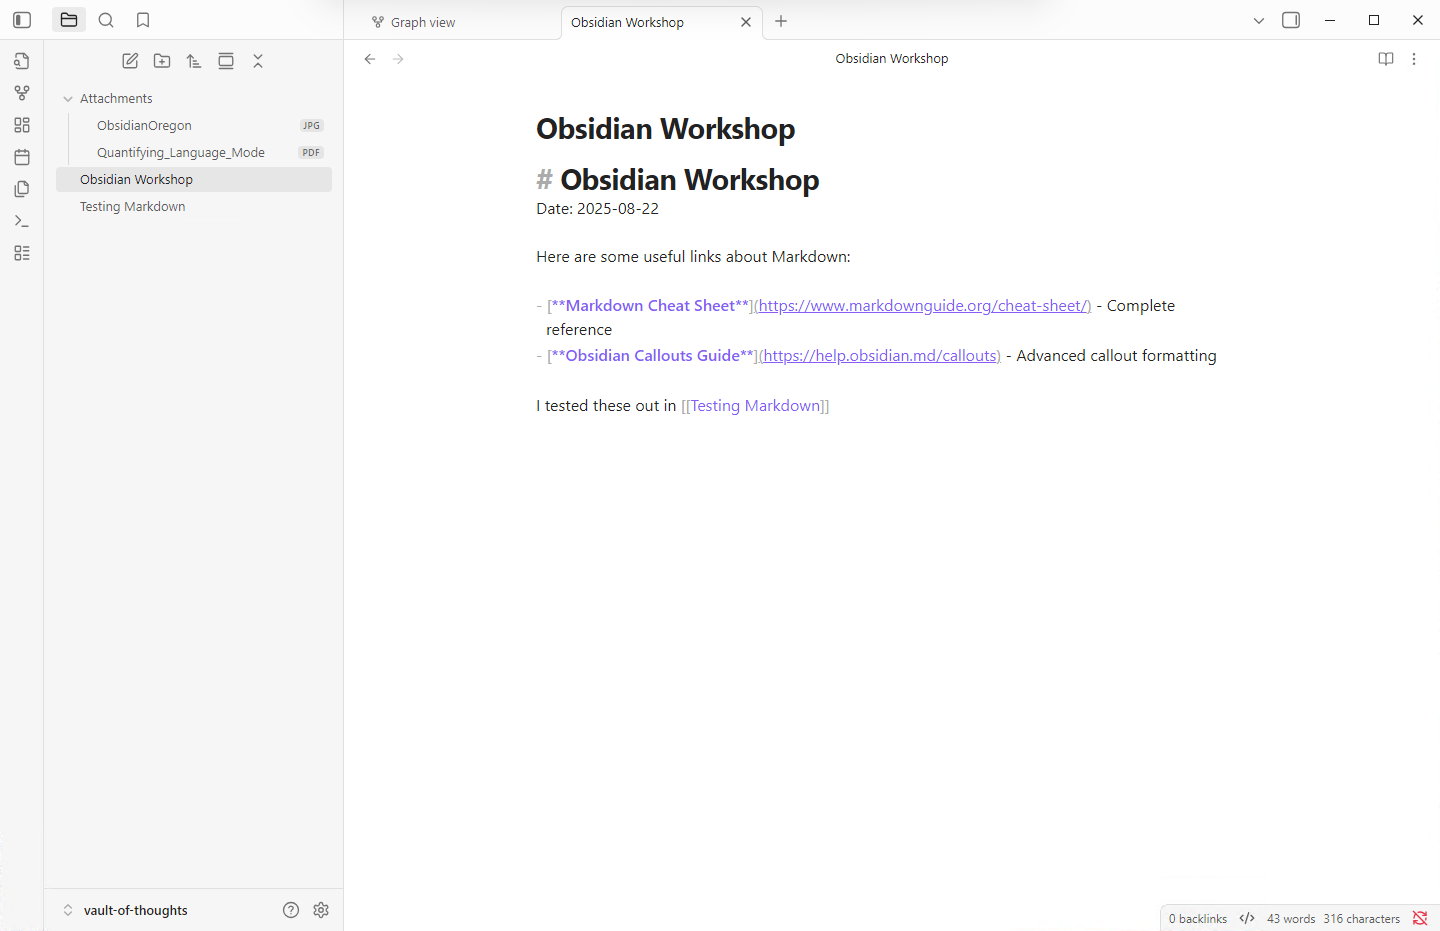 Graph view
Obsidian Workshop
Obsidian Workshop
Attachments
ObsidianOregon JPG
Quantifying_Language_Mode PDF
Obsidian Workshop
Testing Markdown
Obsidian Workshop
# Obsidian Workshop
Date: 2025-08-22
Here are some useful links about Markdown:
- [**Markdown Cheat Sheet**](https://www.markdownguide.org/cheat-sheet/) - Complete
reference
- [**Obsidian Callouts Guide**](https://help.obsidian.md/callouts) - Advanced callout formatting
I tested these out in [[Testing Markdown]]
vault-of-thoughts
0 backlinks </> 43 words 316 characters